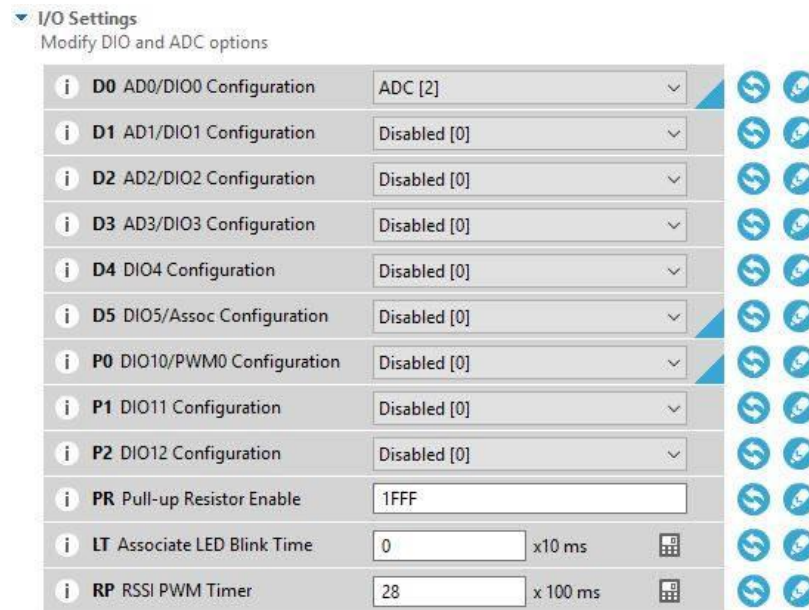 I/O Settings
Modify DIO and ADC options
i D0 AD0/DIO0 Configuration ADC [2]
i D1 AD1/DIO1 Configuration Disabled [0]
i D2 AD2/DIO2 Configuration Disabled [0]
i D3 AD3/DIO3 Configuration Disabled [0]
i D4 DIO4 Configuration Disabled [0]
i D5 DIO5/Assoc Configuration Disabled [0]
i P0 DIO10/PWM0 Configuration Disabled [0]
i P1 DIO11 Configuration Disabled [0]
i P2 DIO12 Configuration Disabled [0]
i PR Pull-up Resistor Enable 1FFF
i LT Associate LED Blink Time 0 x10 ms
i RP RSSI PWM Timer 28 x 100 ms